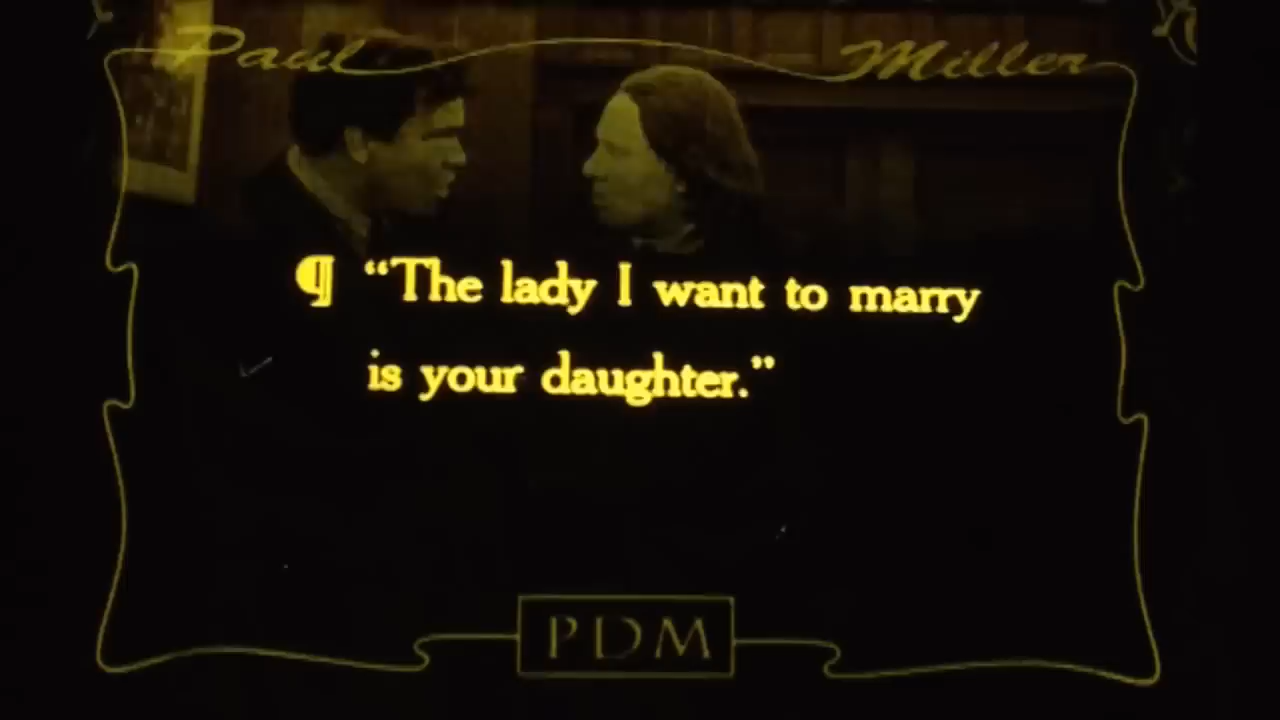 Paul Miller
¶ “The lady I want to marry
is your daughter.”
PDM